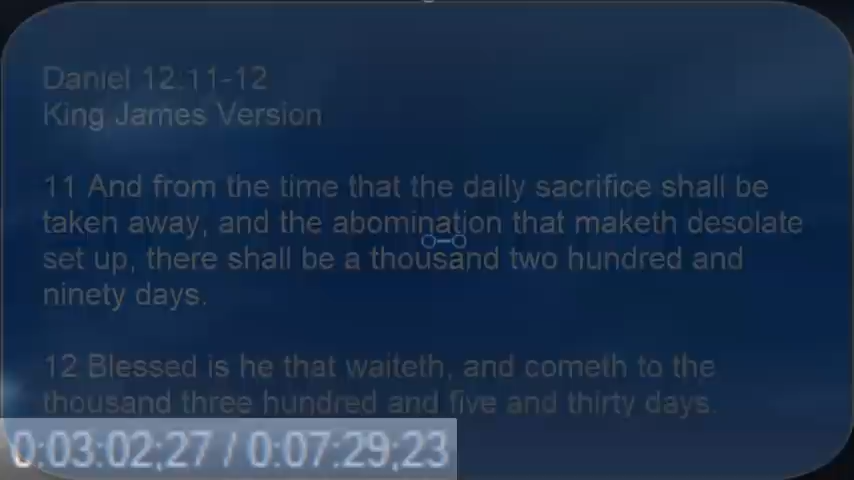 Daniel 12:11-12
King James Version
11 And from the time that the daily sacrifice shall be
taken away, and the abomination that maketh desolate
set up, there shall be a thousand two hundred and
ninety days.
12 Blessed is he that waiteth, and cometh to the
thousand three hundred and five and thirty days.
0:03:02;27 / 0:07:29;23